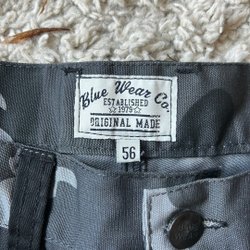 Blue Wear Co.
ESTABLISHED
☆1979☆
ORIGINAL MADE
56